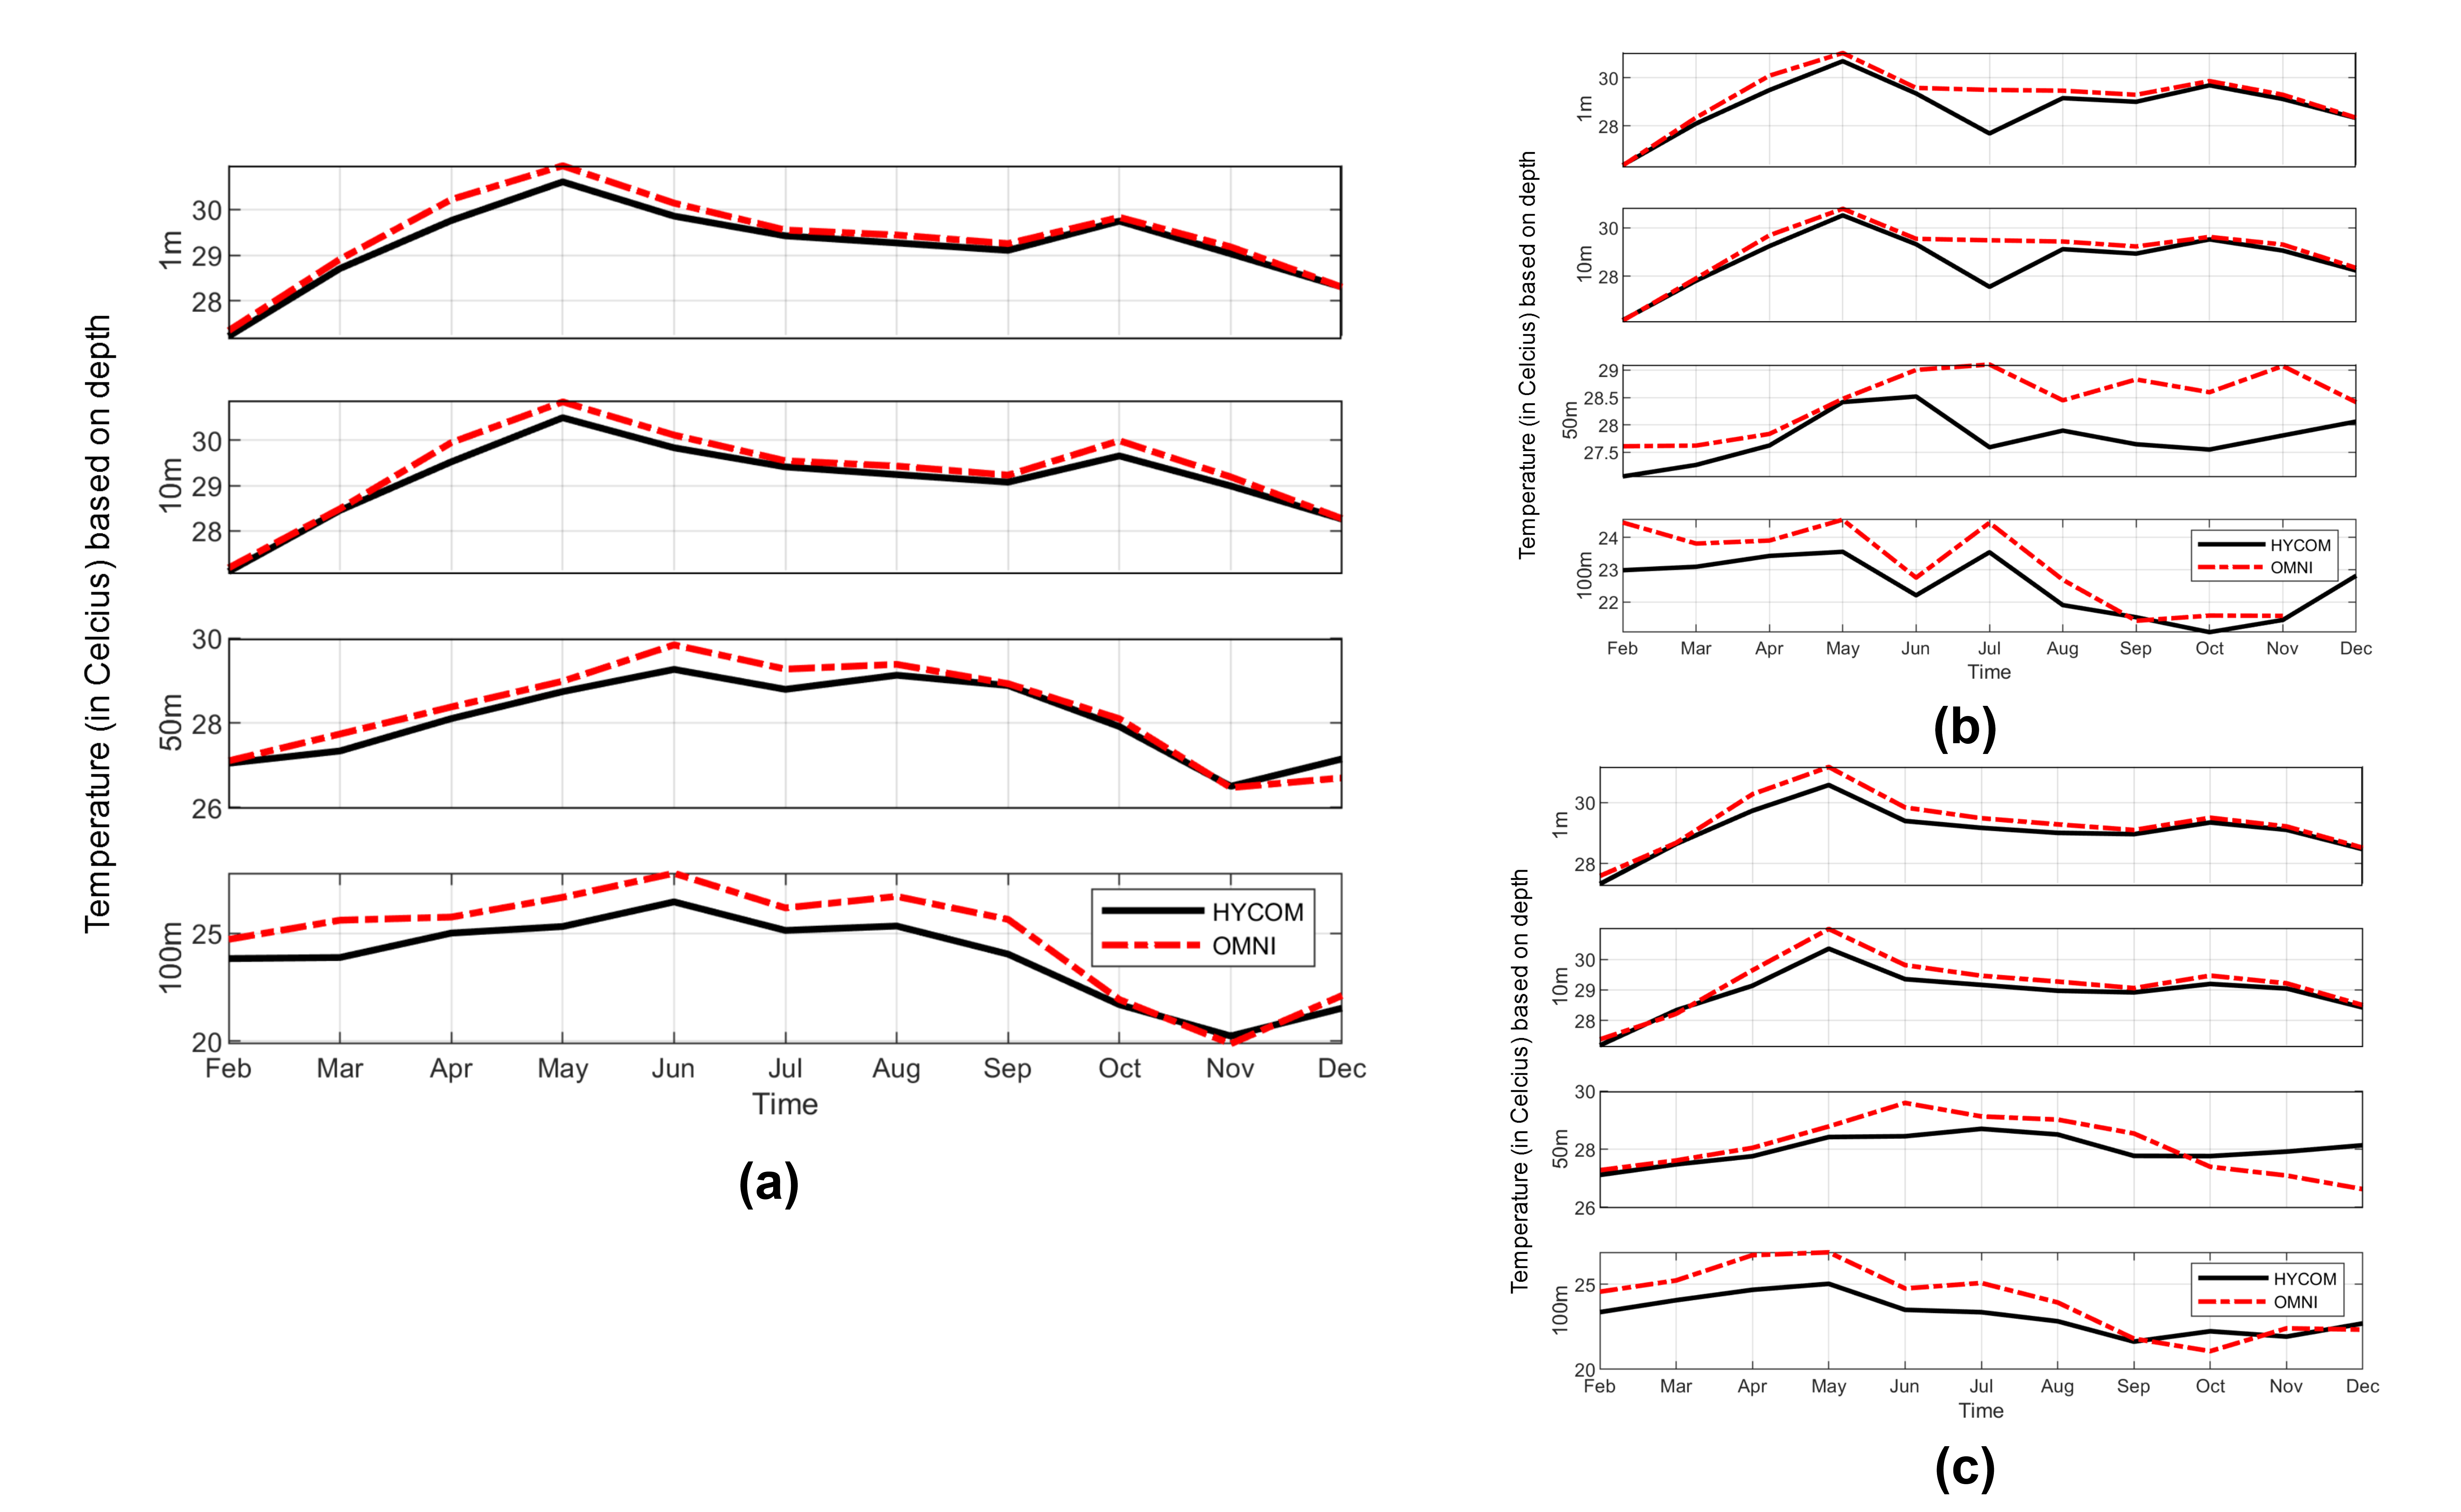 Temperature (in Celcius) based on depth
1m
30
29
28
10m
30
29
28
50m
30
28
26
100m
25
20
HYCOM
OMNI
Feb Mar Apr May Jun Jul Aug Sep Oct Nov Dec
Time
(a)
Temperature (in Celcius) based on depth
1m
30
28
10m
30
28
50m
29
28.5
28
27.5
100m
24
23
22
HYCOM
OMNI
Feb Mar Apr May Jun Jul Aug Sep Oct Nov Dec
Time
(b)
Temperature (in Celcius) based on depth
1m
30
28
10m
30
29
28
50m
30
28
26
100m
25
20
HYCOM
OMNI
Feb Mar Apr May Jun Jul Aug Sep Oct Nov Dec
Time
(c)